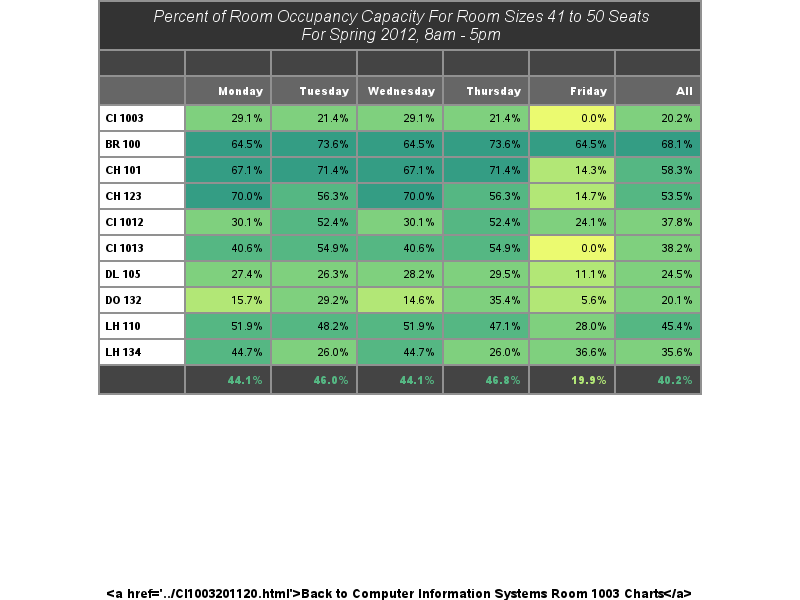 Percent of Room Occupancy Capacity For Room Sizes 41 to 50 Seats
For Spring 2012, 8am - 5pm
Monday Tuesday Wednesday Thursday Friday All
CI 1003 29.1% 21.4% 29.1% 21.4% 0.0% 20.2%
BR 100 64.5% 73.6% 64.5% 73.6% 64.5% 68.1%
CH 101 67.1% 71.4% 67.1% 71.4% 14.3% 58.3%
CH 123 70.0% 56.3% 70.0% 56.3% 14.7% 53.5%
CI 1012 30.1% 52.4% 30.1% 52.4% 24.1% 37.8%
CI 1013 40.6% 54.9% 40.6% 54.9% 0.0% 38.2%
DL 105 27.4% 26.3% 28.2% 29.5% 11.1% 24.5%
DO 132 15.7% 29.2% 14.6% 35.4% 5.6% 20.1%
LH 110 51.9% 48.2% 51.9% 47.1% 28.0% 45.4%
LH 134 44.7% 26.0% 44.7% 26.0% 36.6% 35.6%
44.1% 46.0% 44.1% 46.8% 19.9% 40.2%
<a href='../CI1003201120.html'>Back to Computer Information Systems Room 1003 Charts</a>